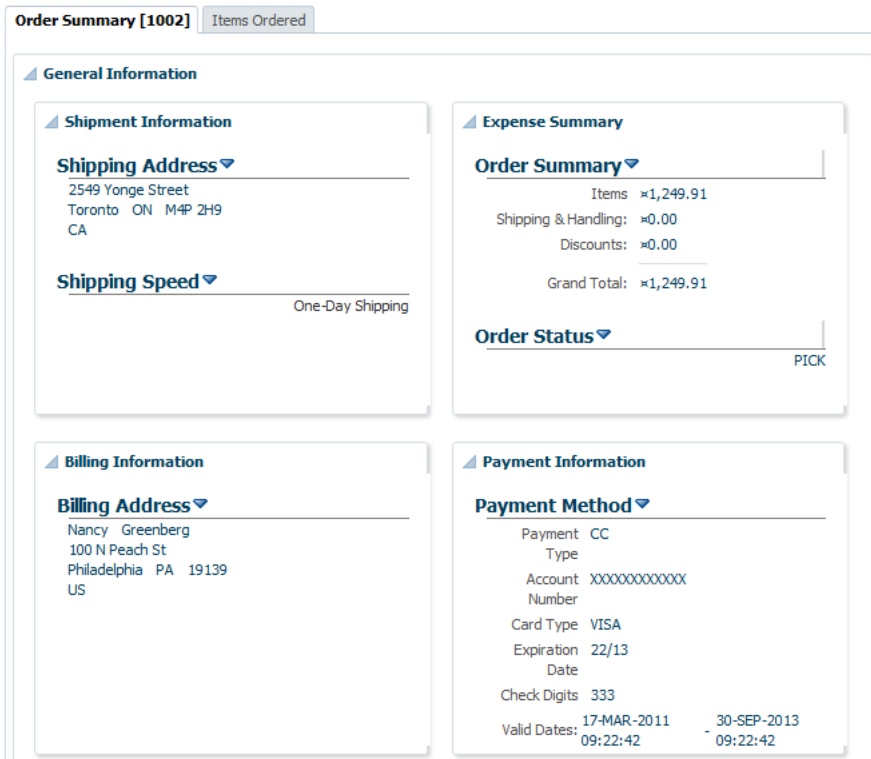 Order Summary [1002]
Items Ordered
General Information
Shipment Information
Shipping Address
2549 Yonge Street
Toronto ON M4P 2H9
CA
Shipping Speed
One-Day Shipping
Expense Summary
Order Summary
Items ¤1,249.91
Shipping & Handling: ¤0.00
Discounts: ¤0.00
Grand Total: ¤1,249.91
Order Status
PICK
Billing Information
Billing Address
Nancy Greenberg
100 N Peach St
Philadelphia PA 19139
US
Payment Information
Payment Method
Payment Type CC
Account Number XXXXXXXXXXXX
Card Type VISA
Expiration Date 22/13
Check Digits 333
Valid Dates: 17-MAR-2011 09:22:42 - 30-SEP-2013 09:22:42